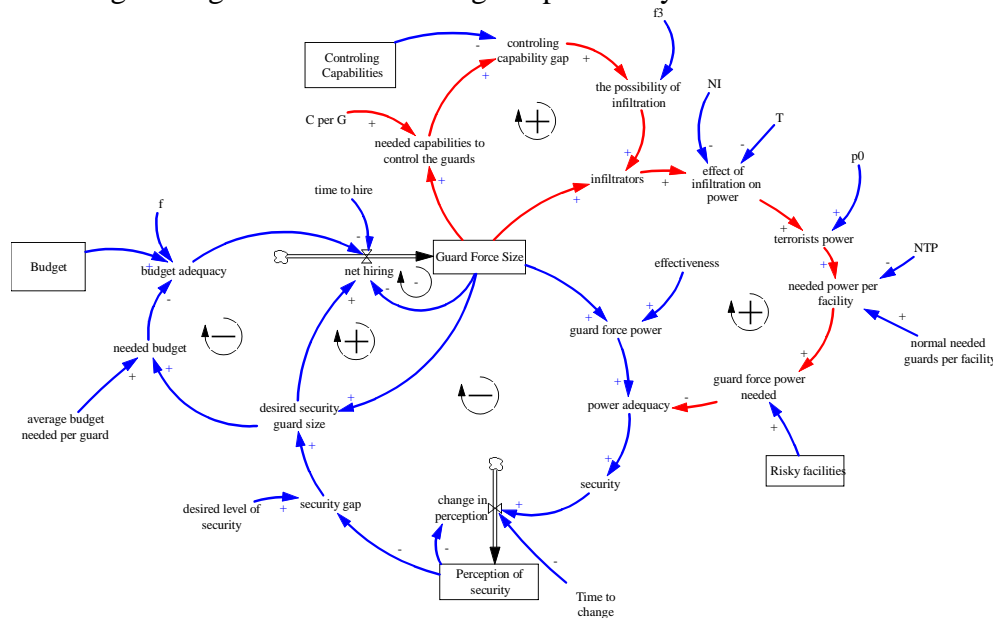 f3
Controling
Capabilities
-
controling
capability gap
+
+
the possibility of
infiltration
+
NI
T
C per G
+
+
needed capabilities to
control the guards
+
+
infiltrators
+
+
-
-
effect of
infiltration on
power
p0
time to hire
f
+
+
terrorists power
NTP
Budget
+
budget adequacy
-
-
net hiring
Guard Force Size
-
-
effectiveness
+
-
needed power per
facility
+
-
+
needed budget
+
+
-
+
+
guard force power
+
+
normal needed
guards per facility
average budget
needed per guard
+
desired security
guard size
-
+
power adequacy
-
guard force power
needed
+
+
desired level of
security
+
security gap
change in
perception
+
+
security
Risky facilities
-
-
Perception of
security
-
Time to
change